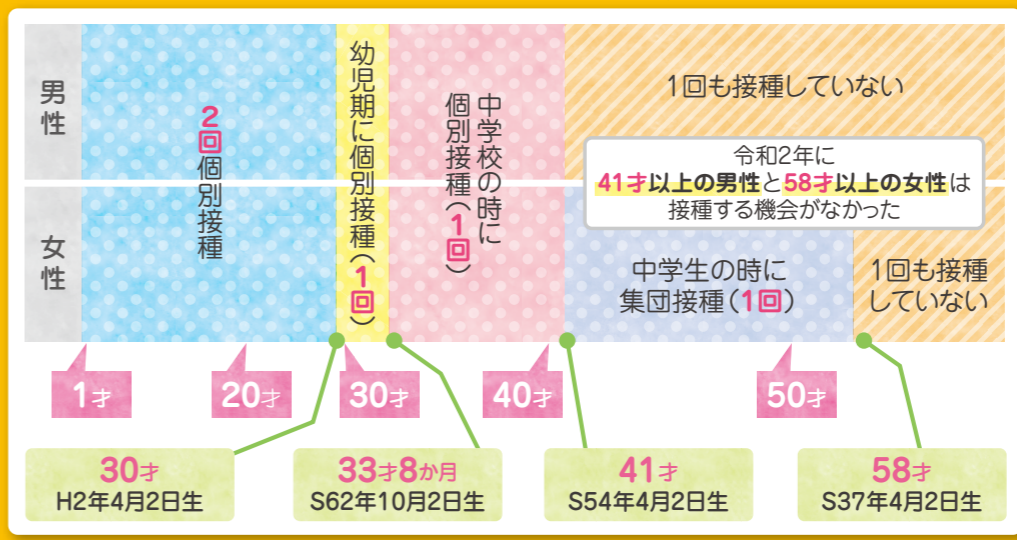 男性
2回個別接種
幼児期に個別接種（1回）
中学校の時に
個別接種（1回）
1回も接種していない
令和2年に
41才以上の男性と58才以上の女性は
接種する機会がなかった
女性
中学生の時に
集団接種（1回）
1回も接種
していない
1才
20才
30才
40才
50才
30才
H2年4月2日生
33才8か月
S62年10月2日生
41才
S54年4月2日生
58才
S37年4月2日生